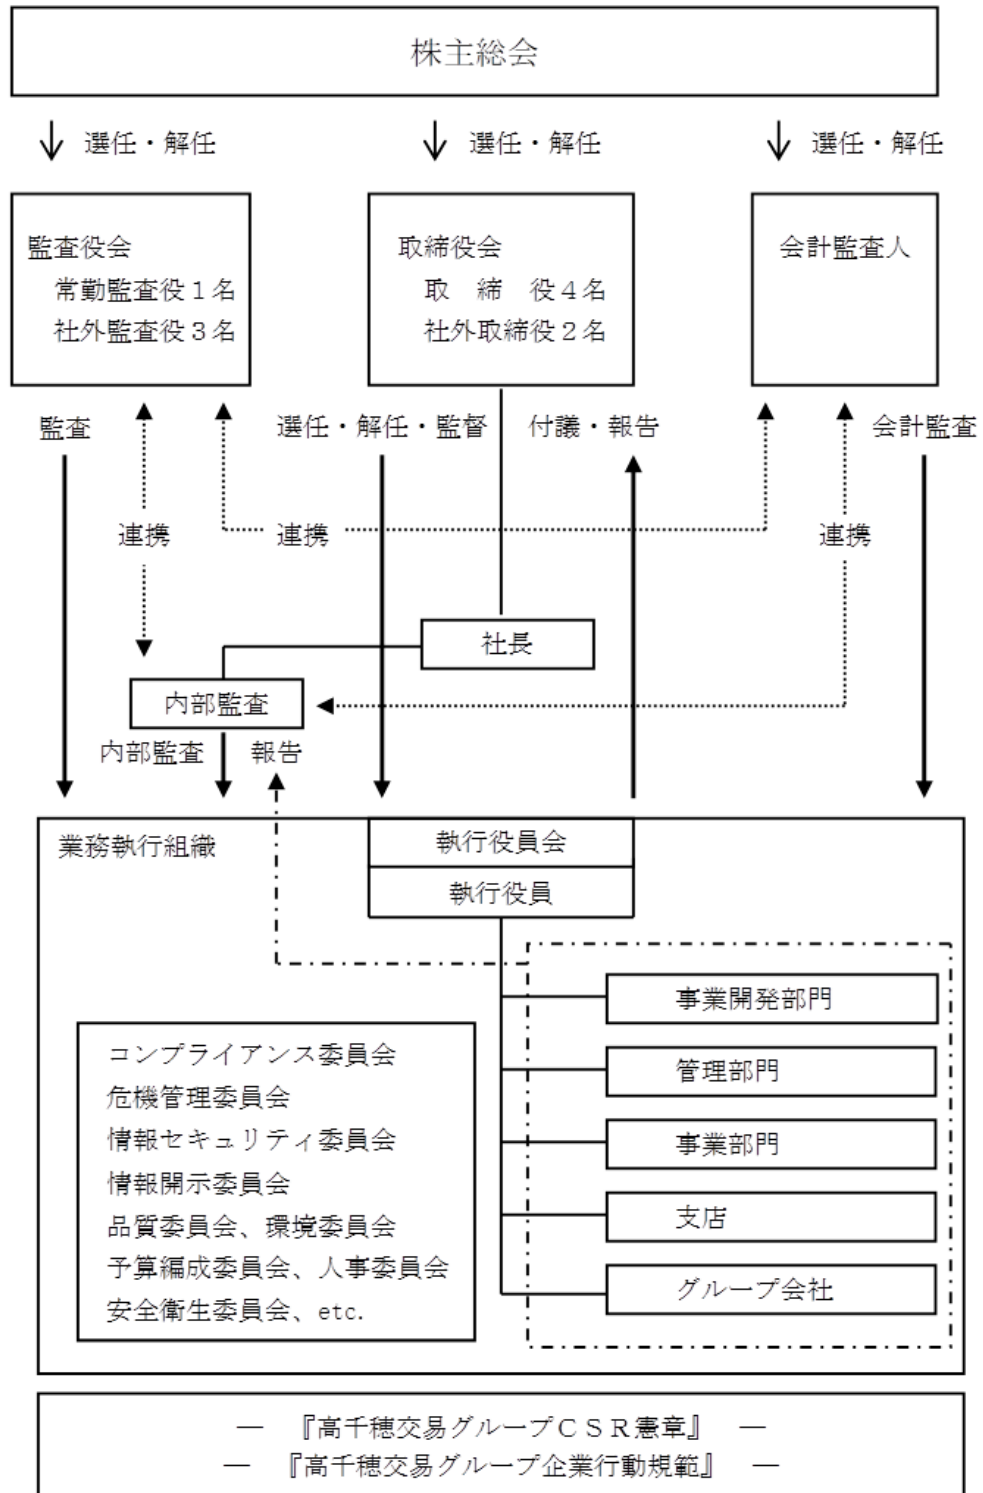 株主総会
選任・解任
選任・解任
選任・解任
監査役会
常勤監査役１名
社外監査役３名
取締役会
取　締　役４名
社外取締役２名
会計監査人
監査
選任・解任・監督
付議・報告
会計監査
連携
連携
連携
社長
内部監査
内部監査
報告
業務執行組織
執行役員会
執行役員
事業開発部門
管理部門
事業部門
支店
グループ会社
コンプライアンス委員会
危機管理委員会
情報セキュリティ委員会
情報開示委員会
品質委員会、環境委員会
予算編成委員会、人事委員会
安全衛生委員会、etc.
―　『高千穂交易グループＣＳＲ憲章』　―
―　『高千穂交易グループ企業行動規範』　―